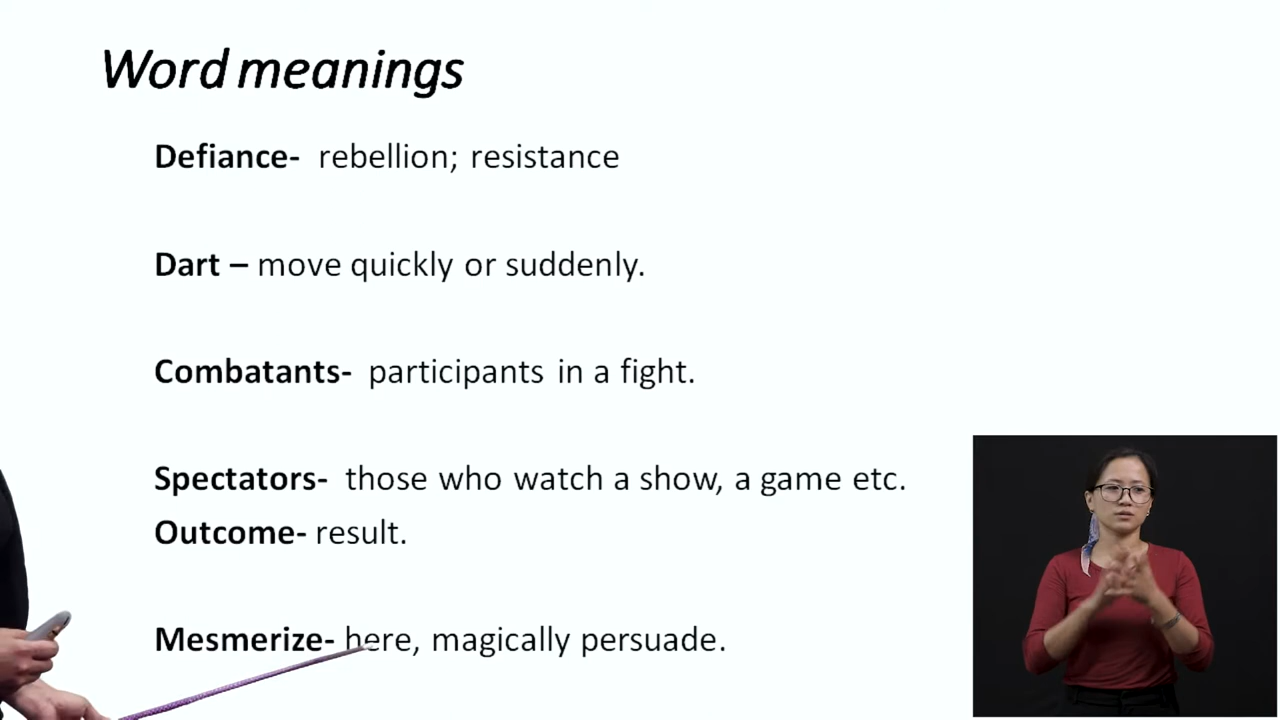 Word meanings
Defiance- rebellion; resistance
Dart – move quickly or suddenly.
Combatants- participants in a fight.
Spectators- those who watch a show, a game etc.
Outcome- result.
Mesmerize- here, magically persuade.